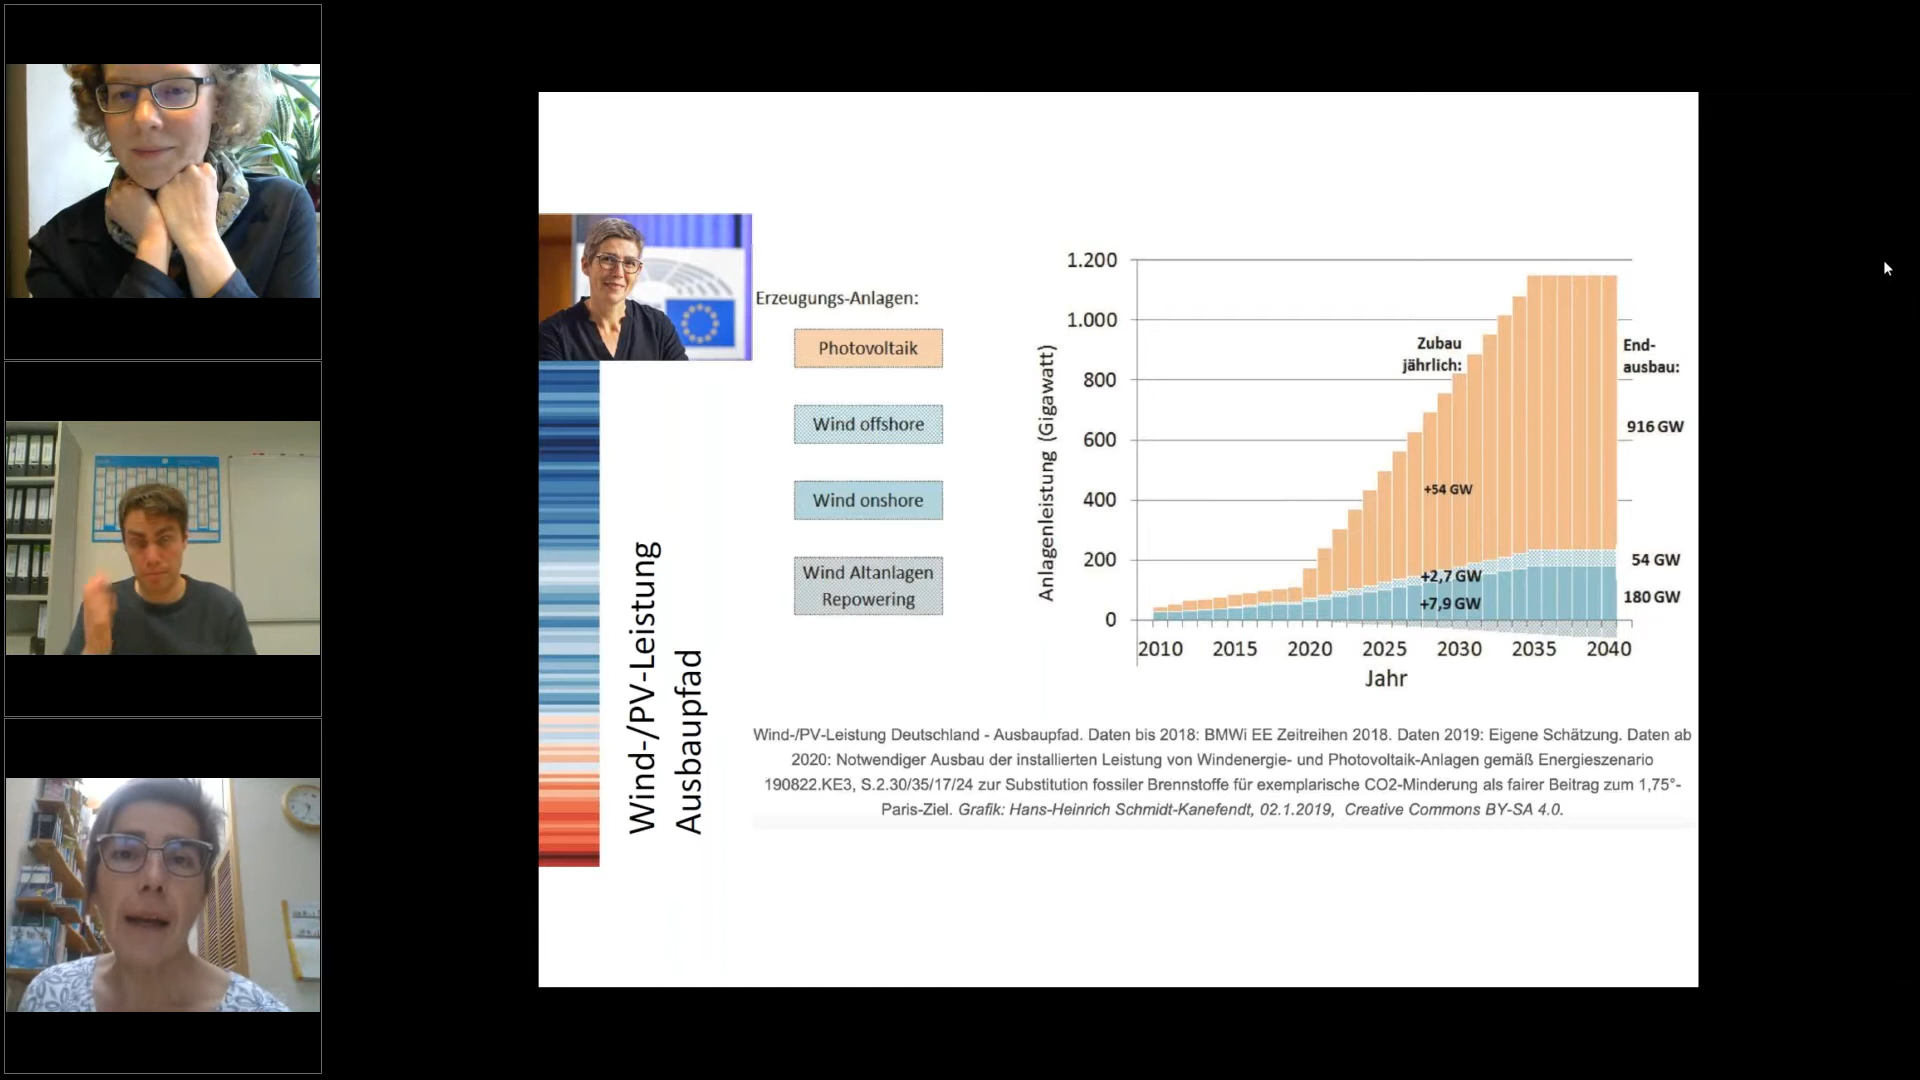 Wind-/PV-Leistung
Ausbaupfad
Erzeugungs-Anlagen:
Photovoltaik
Wind offshore
Wind onshore
Wind Altanlagen
Repowering
Anlagenleistung (Gigawatt)
1.200
1.000
800
600
400
200
0
Zubau
jährlich:
+54 GW
+2,7 GW
+7,9 GW
End-
ausbau:
916 GW
54 GW
180 GW
2010 2015 2020 2025 2030 2035 2040
Jahr
Wind-/PV-Leistung Deutschland - Ausbaupfad. Daten bis 2018: BMWi EE Zeitreihen 2018. Daten 2019: Eigene Schätzung. Daten ab
2020: Notwendiger Ausbau der installierten Leistung von Windenergie- und Photovoltaik-Anlagen gemäß Energieszenario
190822.KE3, S.2.30/35/17/24 zur Substitution fossiler Brennstoffe für exemplarische CO2-Minderung als fairer Beitrag zum 1,75°-
Paris-Ziel. Grafik: Hans-Heinrich Schmidt-Kanefendt, 02.1.2019, Creative Commons BY-SA 4.0.